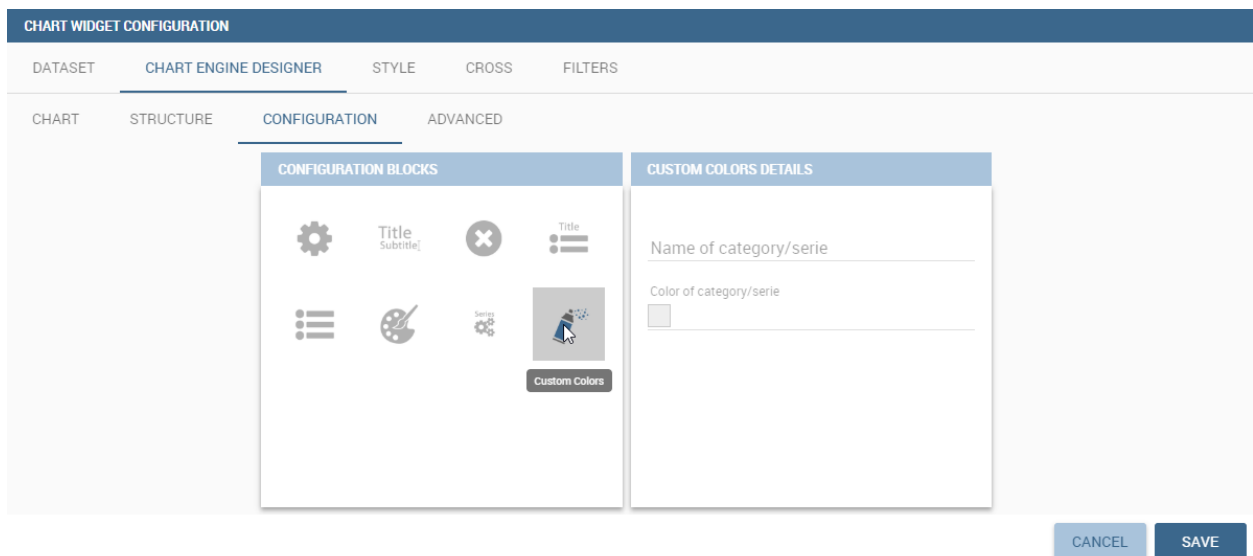 CHART WIDGET CONFIGURATION
DATASET CHART ENGINE DESIGNER STYLE CROSS FILTERS
CHART STRUCTURE CONFIGURATION ADVANCED
CONFIGURATION BLOCKS
CUSTOM COLORS DETAILS
Title
Subtitle
Title
Series
Custom Colors
Name of category/serie
Color of category/serie
CANCEL SAVE